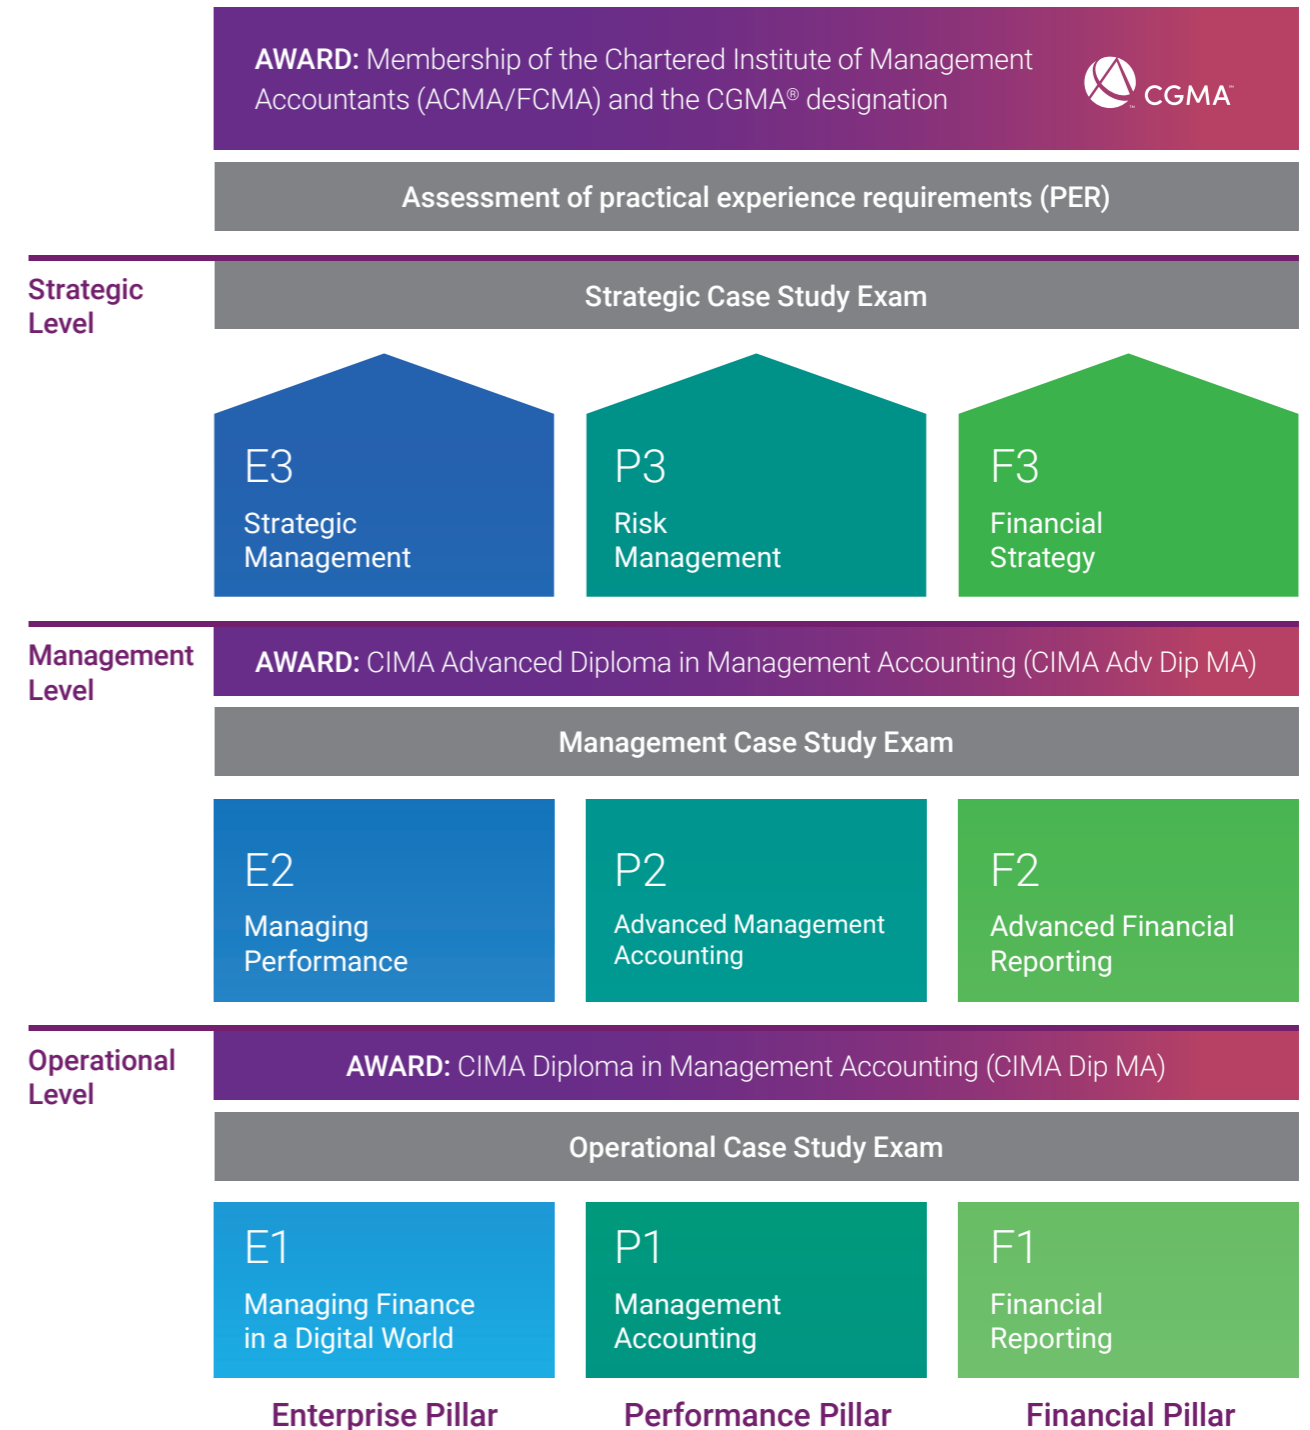 AWARD: Membership of the Chartered Institute of Management
Accountants (ACMA/FCMA) and the CGMA® designation
CGMA™
Assessment of practical experience requirements (PER)
Strategic
Level
Strategic Case Study Exam
E3
Strategic
Management
P3
Risk
Management
F3
Financial
Strategy
Management
Level
AWARD: CIMA Advanced Diploma in Management Accounting (CIMA Adv Dip MA)
Management Case Study Exam
E2
Managing
Performance
P2
Advanced Management
Accounting
F2
Advanced Financial
Reporting
Operational
Level
AWARD: CIMA Diploma in Management Accounting (CIMA Dip MA)
Operational Case Study Exam
E1
Managing Finance
in a Digital World
P1
Management
Accounting
F1
Financial
Reporting
Enterprise Pillar
Performance Pillar
Financial Pillar